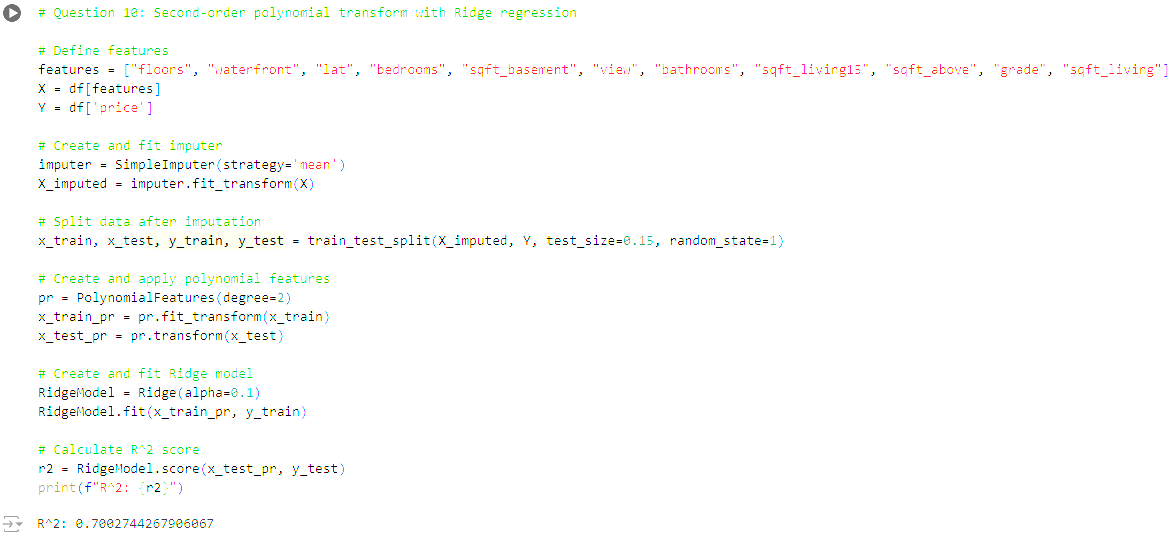 # Question 10: Second-order polynomial transform with Ridge regression
# Define features
features = ["floors", "waterfront", "lat", "bedrooms", "sqft_basement", "view", "bathrooms", "sqft_living15", "sqft_above", "grade", "sqft_living"]
X = df[features]
Y = df['price']
# Create and fit imputer
imputer = SimpleImputer(strategy='mean')
X_imputed = imputer.fit_transform(X)
# Split data after imputation
x_train, x_test, y_train, y_test = train_test_split(X_imputed, Y, test_size=0.15, random_state=1)
# Create and apply polynomial features
pr = PolynomialFeatures(degree=2)
x_train_pr = pr.fit_transform(x_train)
x_test_pr = pr.transform(x_test)
# Create and fit Ridge model
RidgeModel = Ridge(alpha=0.1)
RidgeModel.fit(x_train_pr, y_train)
# Calculate R^2 score
r2 = RidgeModel.score(x_test_pr, y_test)
print(f"R^2: {r2}")
R^2: 0.7002744267906067